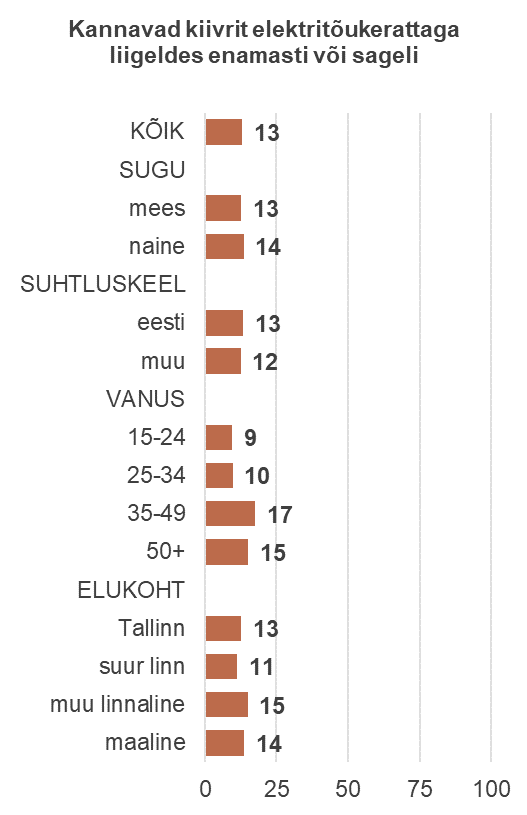 Kannavad kiivrit elektritõukerattaga
liigeldes enamasti või sageli
KÕIK 13
SUGU
mees 13
naine 14
SUHTLUSKEEL
eesti 13
muu 12
VANUS
15-24 9
25-34 10
35-49 17
50+ 15
ELUKOHT
Tallinn 13
suur linn 11
muu linnaline 15
maaline 14
0 25 50 75 100